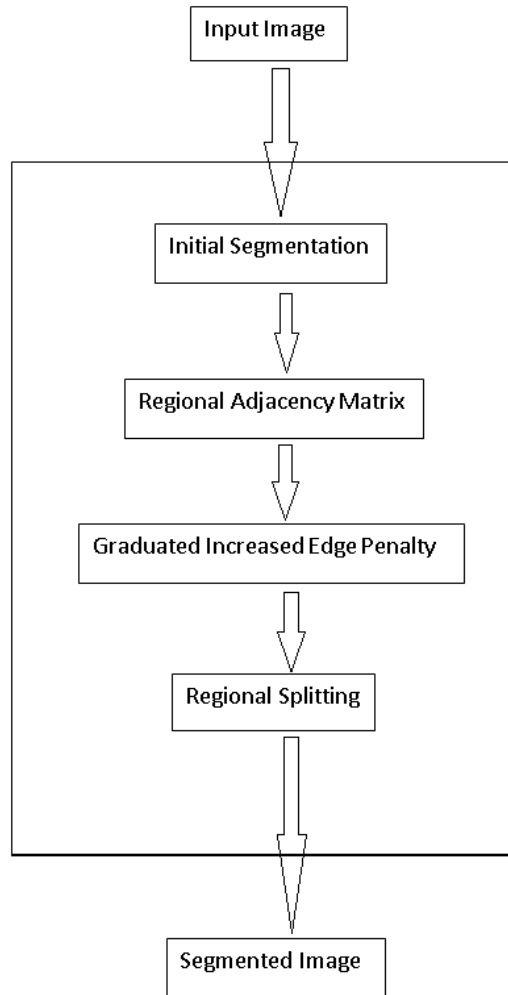 Input Image
Initial Segmentation
Regional Adjacency Matrix
Graduated Increased Edge Penalty
Regional Splitting
Segmented Image